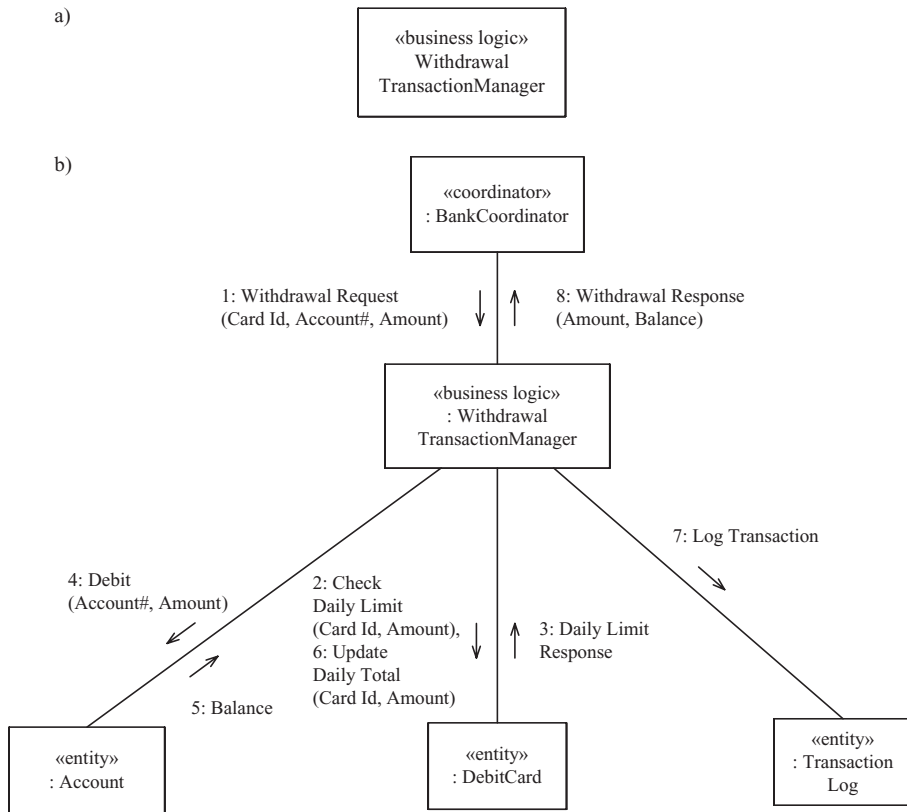 a)
«business logic»
Withdrawal
TransactionManager
b)
«coordinator»
: BankCoordinator
1: Withdrawal Request
(Card Id, Account#, Amount)
8: Withdrawal Response
(Amount, Balance)
«business logic»
: Withdrawal
TransactionManager
7: Log Transaction
4: Debit
(Account#, Amount)
2: Check
Daily Limit
(Card Id, Amount),
6: Update
Daily Total
(Card Id, Amount)
3: Daily Limit
Response
5: Balance
«entity»
: Account
«entity»
: DebitCard
«entity»
: Transaction
Log